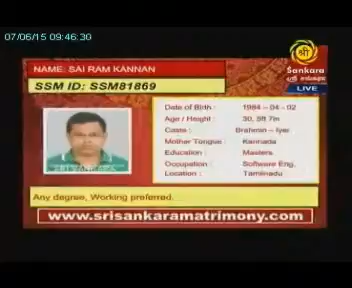 07/06/15 09:46:30
श्री
Sankara
LIVE
NAME: SAI RAM KANNAN
SSM ID: SSM81869
SRI SANKARA
Date of Birth : 1984 - 04 - 02
Age / Height : 30, 5ft 7in
Caste : Brahmin - Iyer
Mother Tongue : Kannada
Education : Masters
Occupation : Software Eng,
Location : Tamilnadu
Any degree, Working preferred.
www.srisankaramatrimony.com